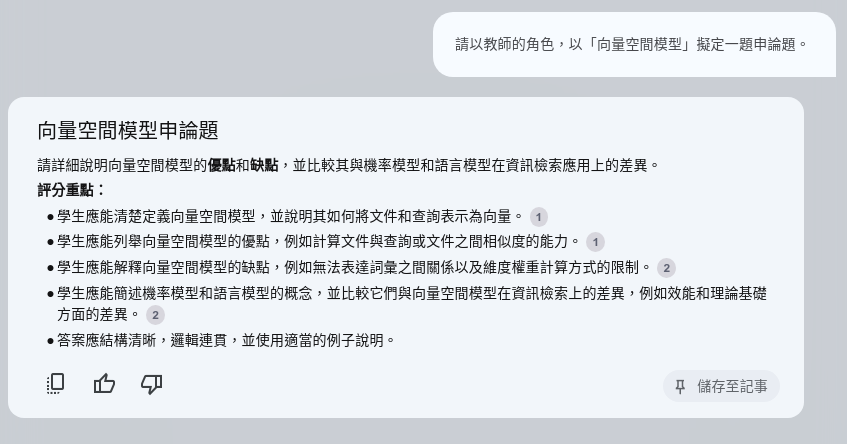 請以教師的角色，以「向量空間模型」擬定一題申論題。
向量空間模型申論題
請詳細說明向量空間模型的優點和缺點，並比較其與機率模型和語言模型在資訊檢索應用上的差異。
評分重點：
● 學生應能清楚定義向量空間模型，並說明其如何將文件和查詢表示為向量。 1
● 學生應能列舉向量空間模型的優點，例如計算文件與查詢或文件之間相似度的能力。 1
● 學生應能解釋向量空間模型的缺點，例如無法表達詞彙之間關係以及維度權重計算方式的限制。 2
● 學生應能簡述機率模型和語言模型的概念，並比較它們與向量空間模型在資訊檢索上的差異，例如效能和理論基礎
方面的差異。 2
● 答案應結構清晰，邏輯連貫，並使用適當的例子說明。
儲存至記事